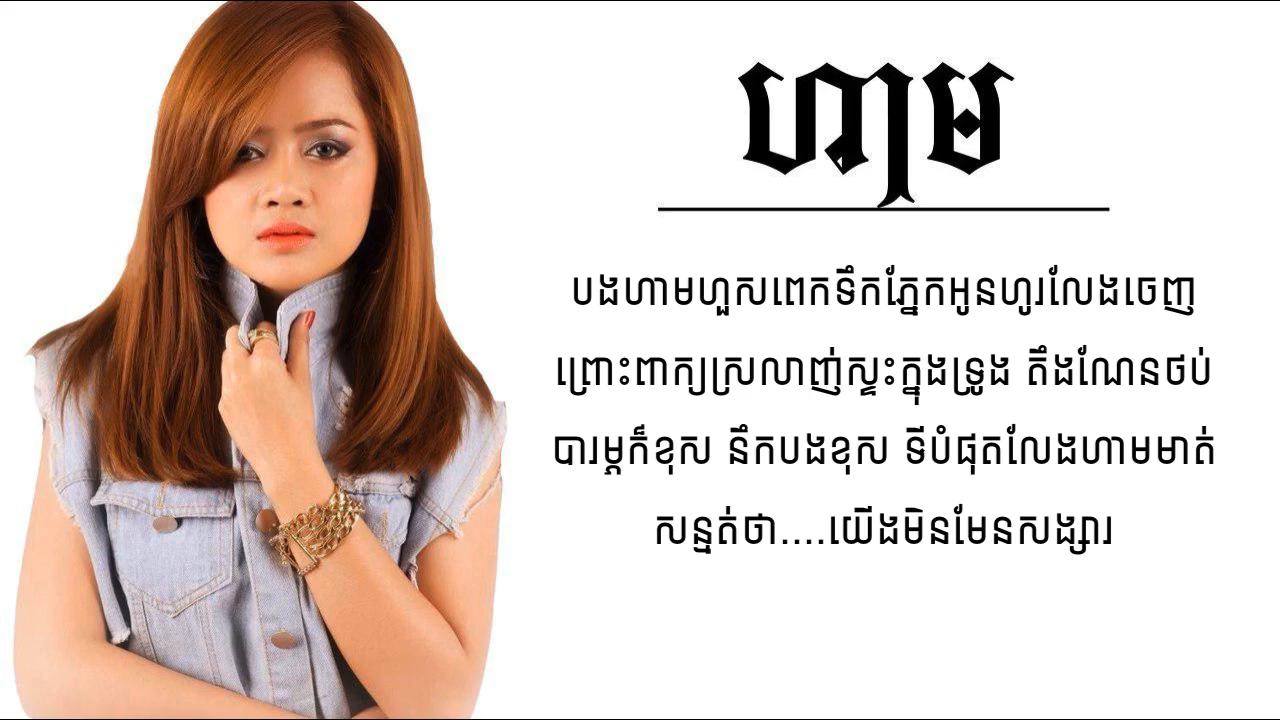 ហាម
បងហាមហួសពេកទឹកភ្នែកអូនហូរលែងចេញ
ព្រោះពាក្យស្រលាញ់ស្ទះក្នុងទ្រូង តឹងណែនថប់
បារម្ភក៏ខុស នឹកបងខុស ទីបំផុតលែងហាមមាត់
សន្មត់ថា....យើងមិនមែនសង្សារ